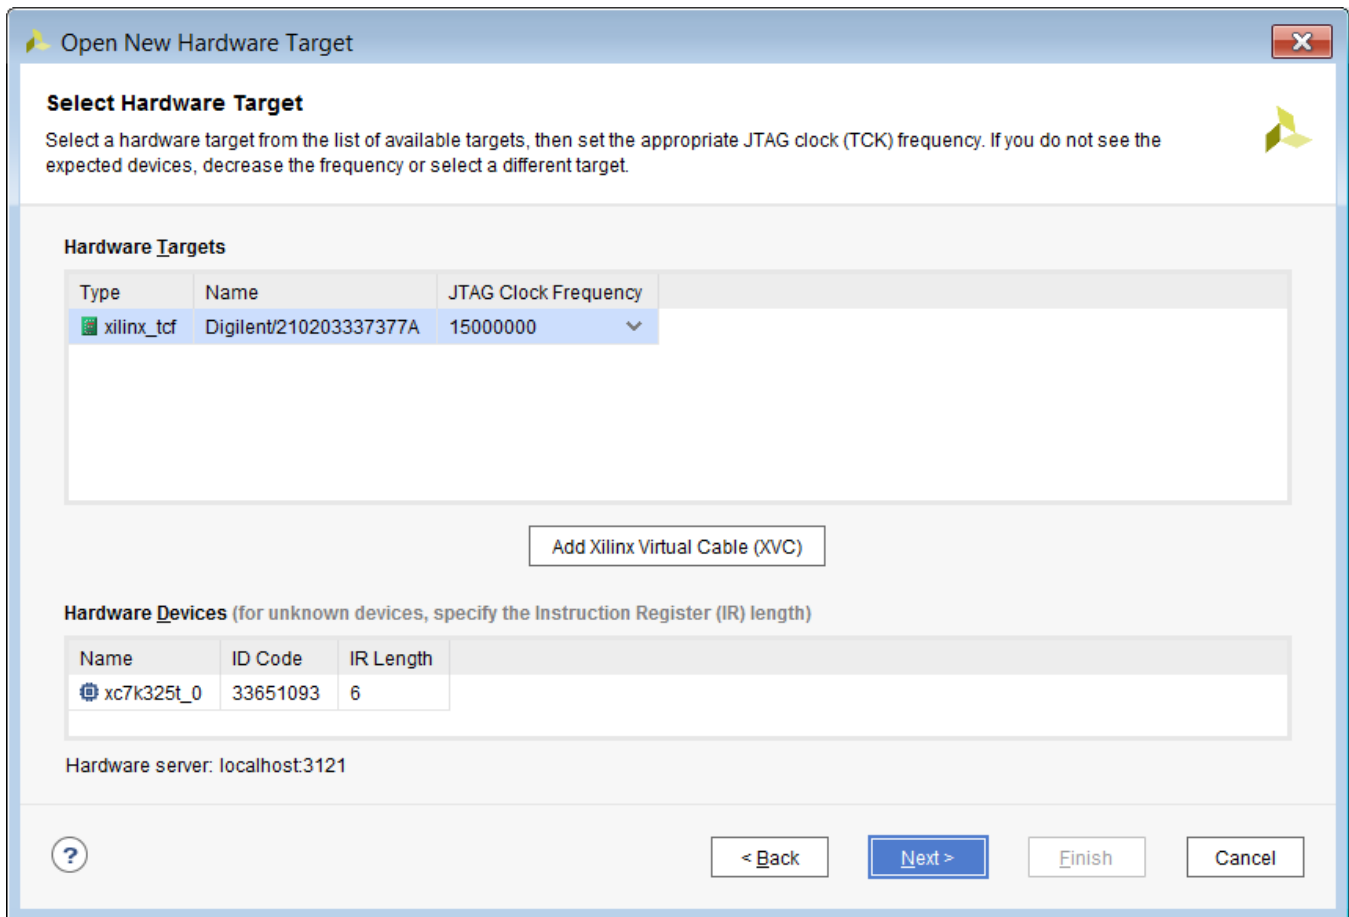 Open New Hardware Target
Select Hardware Target
Select a hardware target from the list of available targets, then set the appropriate JTAG clock (TCK) frequency. If you do not see the
expected devices, decrease the frequency or select a different target.
Hardware Targets
Type Name JTAG Clock Frequency
xilinx_tcf Digilent/210203337377A 15000000
Add Xilinx Virtual Cable (XVC)
Hardware Devices (for unknown devices, specify the Instruction Register (IR) length)
Name ID Code IR Length
xc7k325t_0 33651093 6
Hardware server: localhost:3121
? < Back Next > Finish Cancel